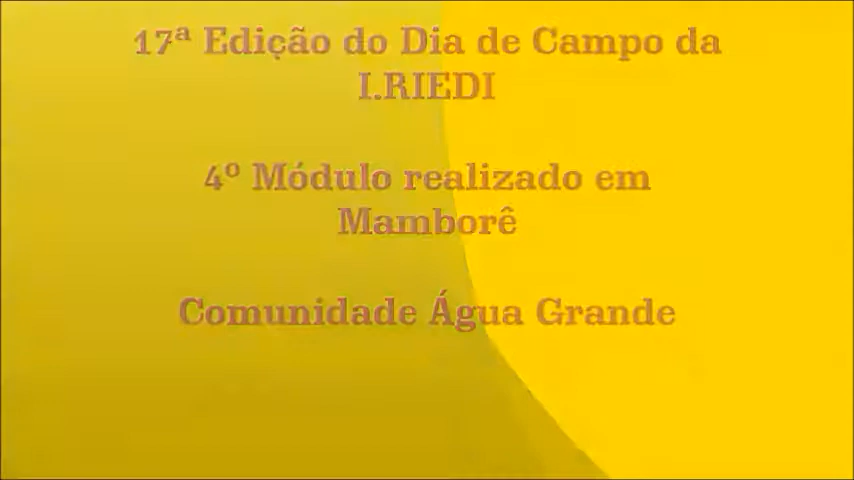 17ª Edição do Dia de Campo da
I.RIEDI
4º Módulo realizado em
Mamborê
Comunidade Água Grande